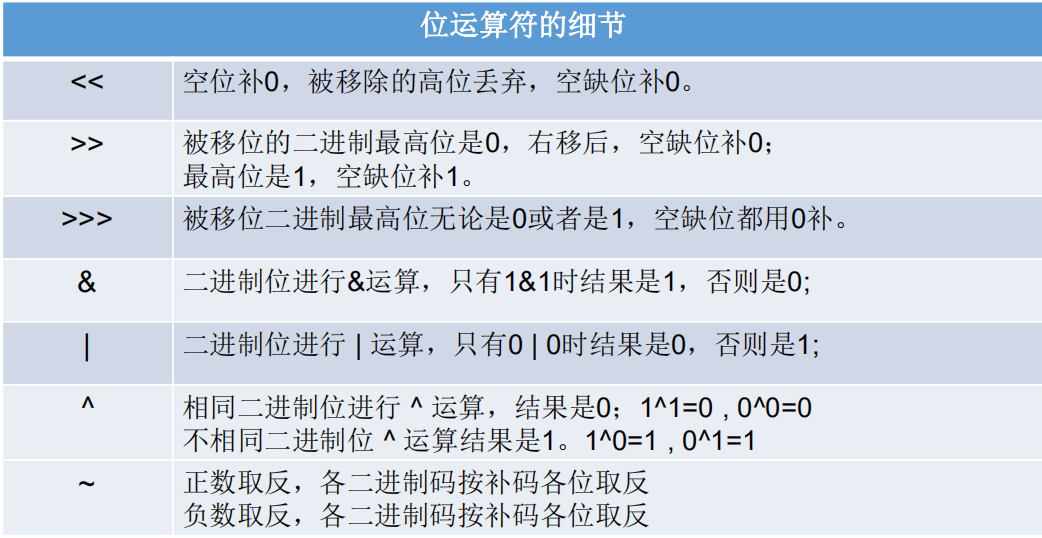 位运算符的细节
<< 空位补0，被移除的高位丢弃，空缺位补0。
>> 被移位的二进制最高位是0，右移后，空缺位补0；
最高位是1，空缺位补1。
>>> 被移位二进制最高位无论是0或者是1，空缺位都用0补。
& 二进制位进行&运算，只有1&1时结果是1，否则是0;
| 二进制位进行 | 运算，只有0 | 0时结果是0，否则是1;
^ 相同二进制位进行 ^ 运算，结果是0；1^1=0 , 0^0=0
不相同二进制位 ^ 运算结果是1。1^0=1 , 0^1=1
~ 正数取反，各二进制码按补码各位取反
负数取反，各二进制码按补码各位取反